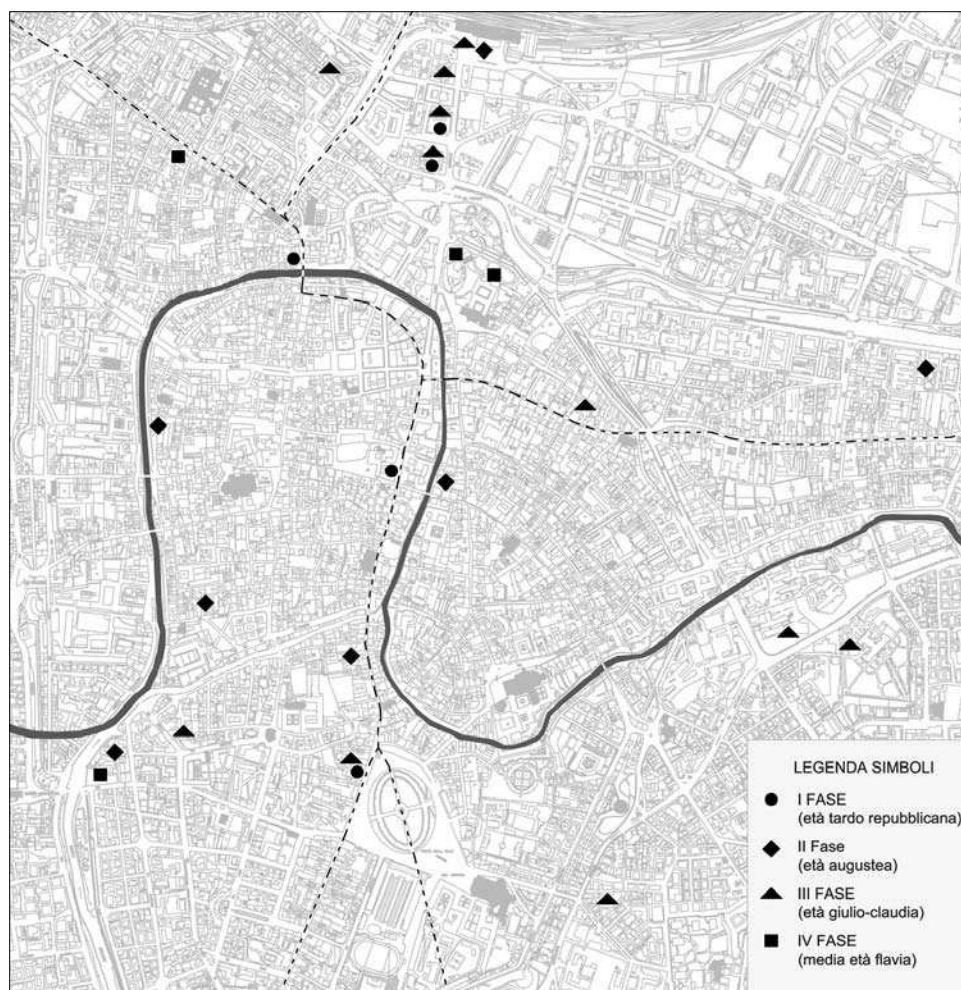 LEGENDA SIMBOLI
I FASE
(età tardo repubblicana)
II Fase
(età augustea)
III FASE
(età giulio-claudia)
IV FASE
(media età flavia)